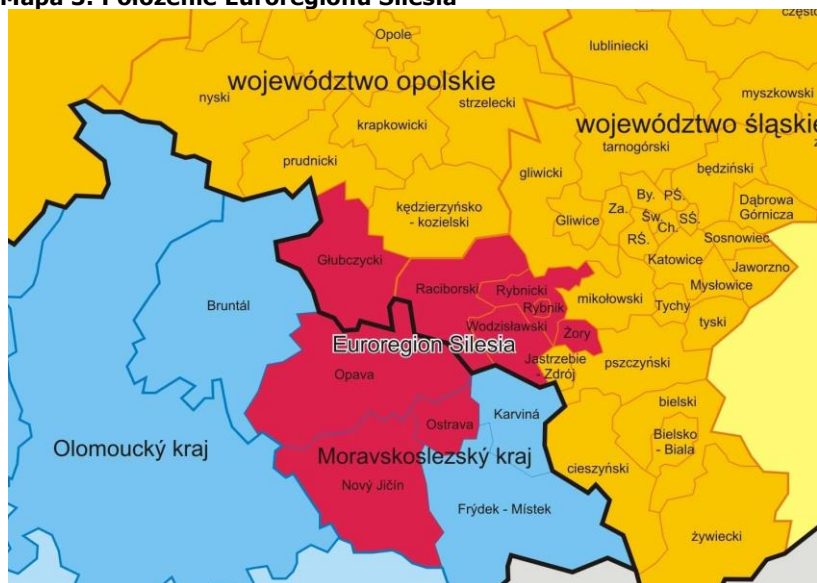 Mapa 3. Położenie Euroregionu Silesia
często
Opole
lubliniecki
województwo opolskie
nyski
strzelecki
myszkowski
krapkowicki
województwo śląskie
tarnogórski
prudnicki
gliwicki
będziński
By. PŚ.
Dąbrowa
Górnicza
Za.
kędzierzyńsko
- kozielski
Gliwice
Św.
SŚ.
Ch.
RŚ.
Sosnowiec
Głubczycki
Katowice
Jaworzno
Raciborski
Rybnicki
Mysłowice
mikołowski
Bruntál
Rybnik
Tychy
tyski
Wodzisławski
Żory
Euroregion Silesia
Jastrzebie
- Zdrój
pszczyński
Opava
bielski
Karviná
Ostrava
Bielsko
- Biala
Olomoucký kraj
Moravskoslezský kraj
cieszyński
Nový Jičín
Frýdek - Místek
żywiecki